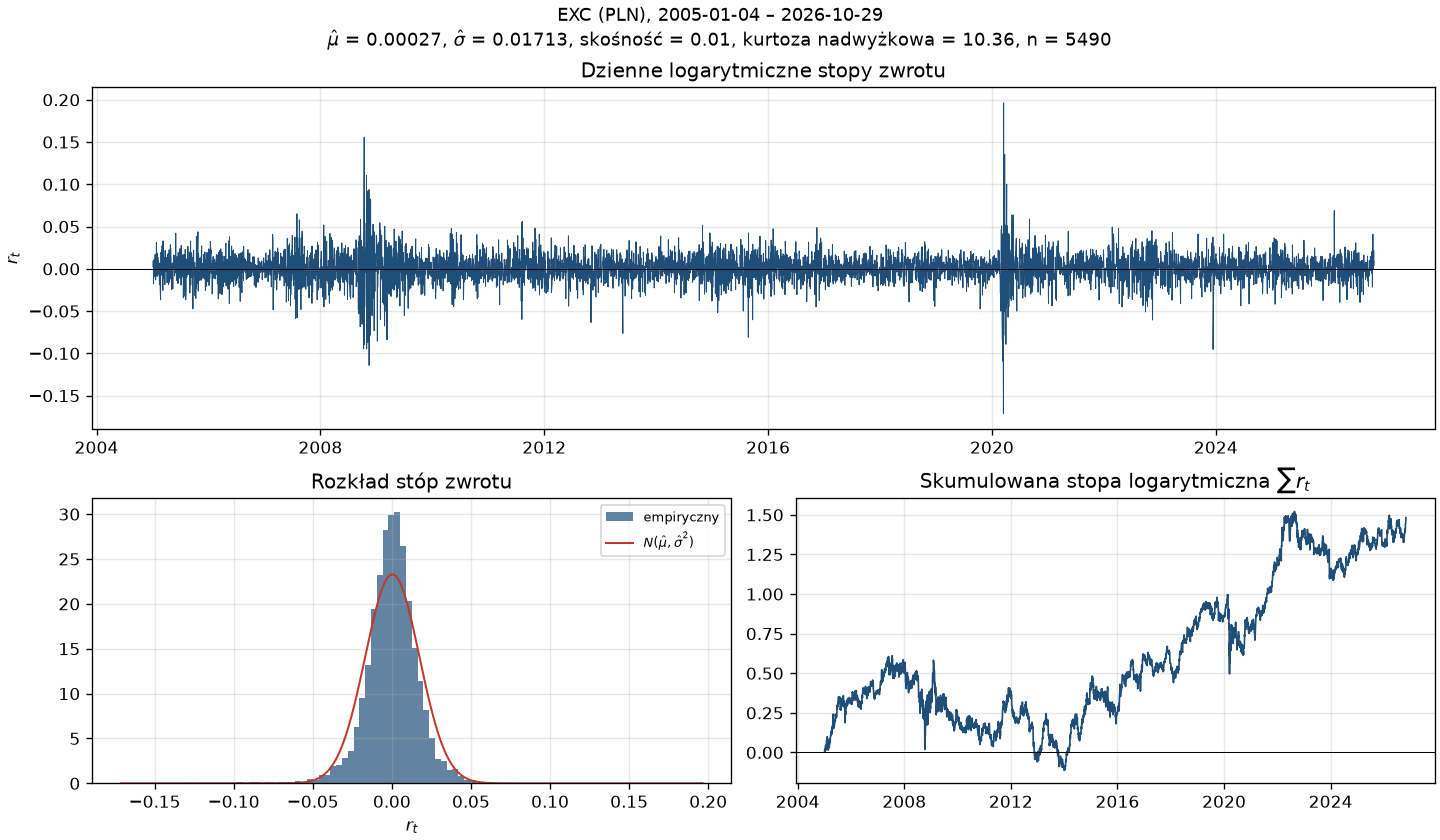 EXC (PLN), 2005-01-04 – 2026-10-29
μ̂ = 0.00027, σ̂ = 0.01713, skośność = 0.01, kurtoza nadwyżkowa = 10.36, n = 5490
Dzienne logarytmiczne stopy zwrotu
0.20
0.15
0.10
0.05
0.00
−0.05
−0.10
−0.15
r_t
2004 2008 2012 2016 2020 2024
Rozkład stóp zwrotu
30
25
20
15
10
5
0
empiryczny
N(μ̂, σ̂²)
−0.15 −0.10 −0.05 0.00 0.05 0.10 0.15 0.20
r_t
Skumulowana stopa logarytmiczna ∑r_t
1.50
1.25
1.00
0.75
0.50
0.25
0.00
2004 2008 2012 2016 2020 2024